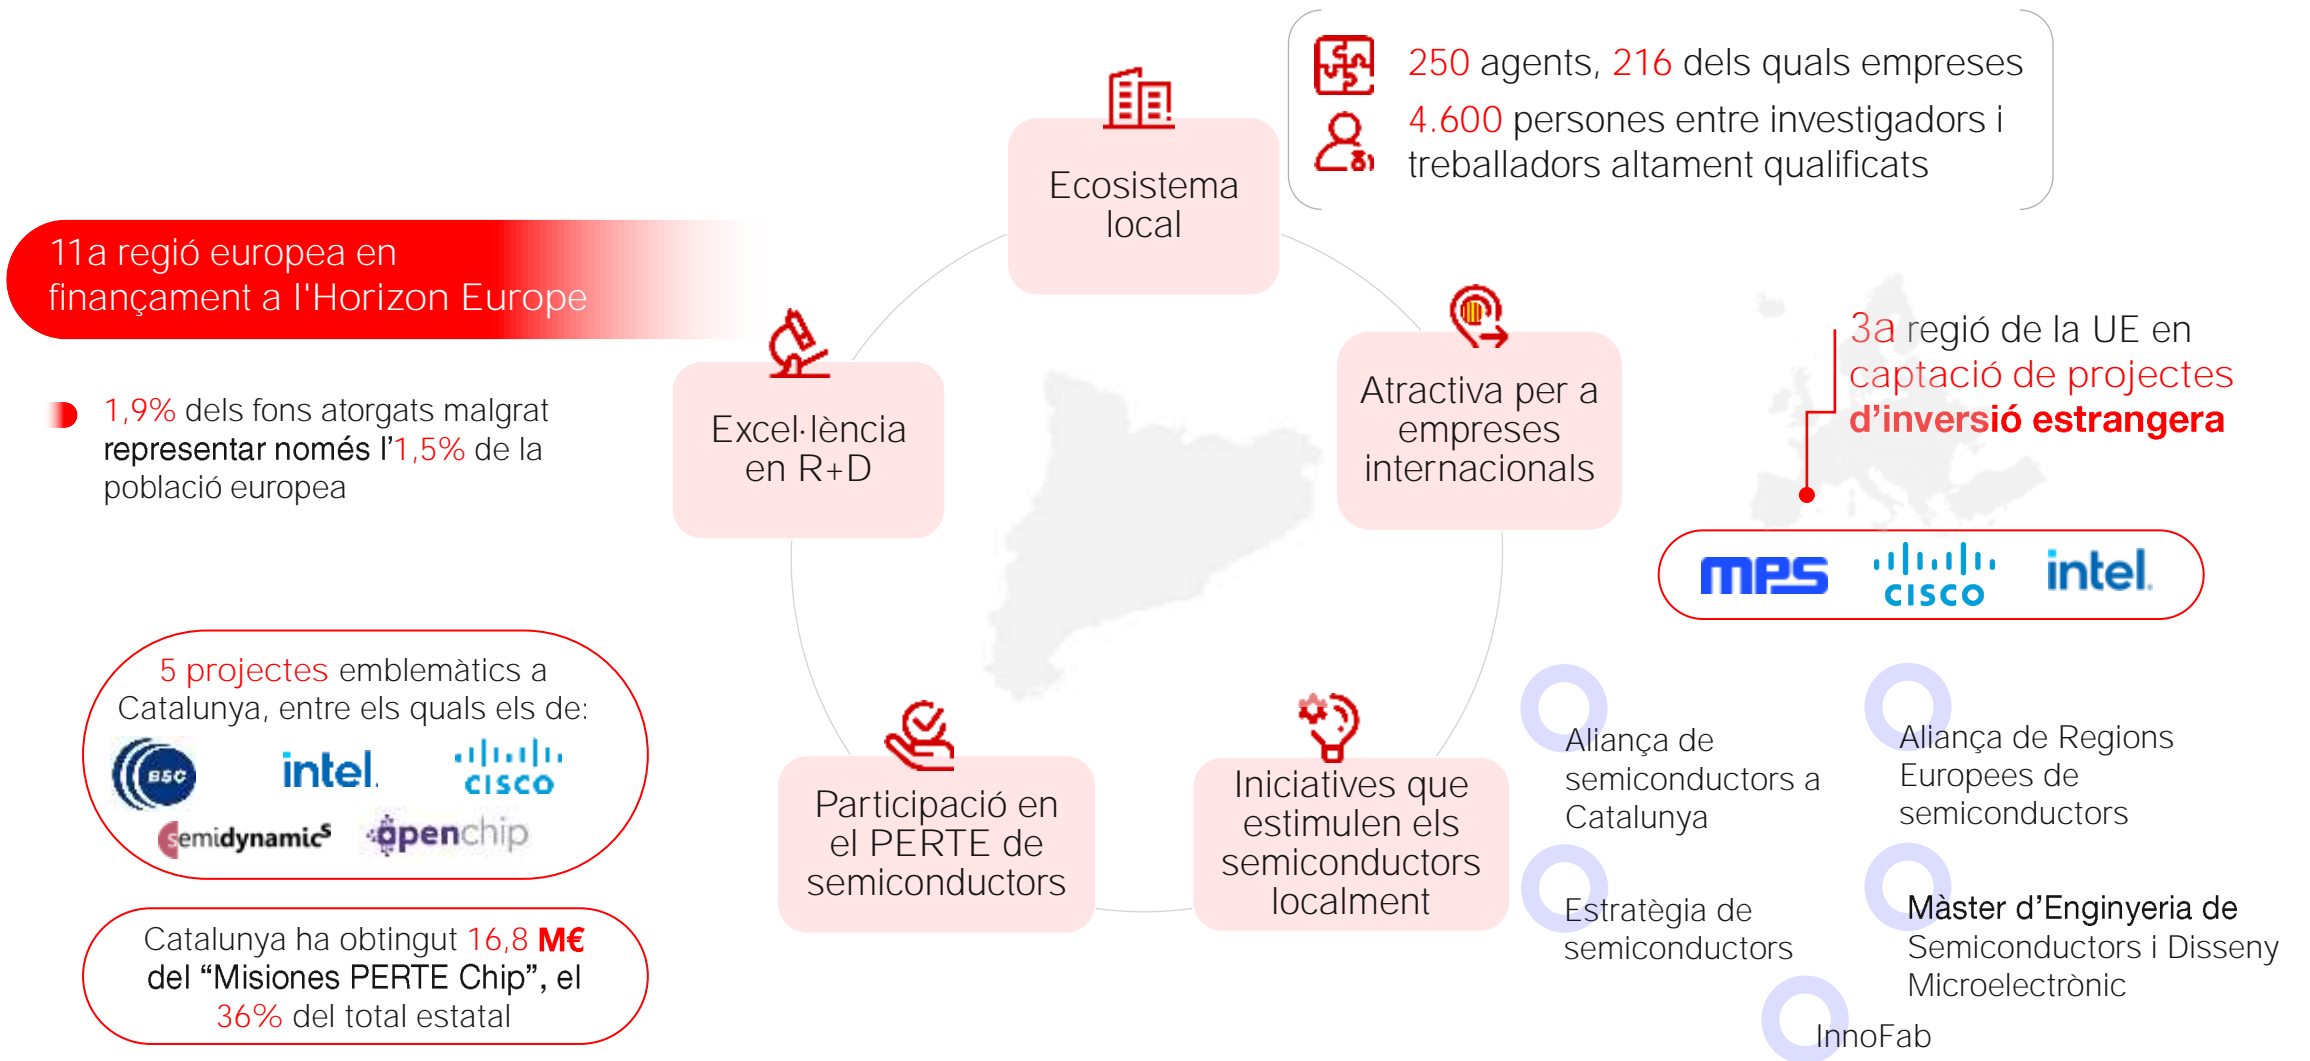 250 agents, 216 dels quals empreses
4.600 persones entre investigadors i
treballadors altament qualificats
Ecosistema
local
11a regió europea en
finançament a l'Horizon Europe
1,9% dels fons atorgats malgrat
representar només l’1,5% de la
població europea
Excel·lència
en R+D
Atractiva per a
empreses
internacionals
3a regió de la UE en
captació de projectes
d’inversió estrangera
mps
cisco
intel.
5 projectes emblemàtics a
Catalunya, entre els quals els de:
BSC
intel.
cisco
semidynamics
openchip
Catalunya ha obtingut 16,8 M€
del “Misiones PERTE Chip”, el
36% del total estatal
Participació en
el PERTE de
semiconductors
Iniciatives que
estimulen els
semiconductors
localment
Aliança de
semiconductors a
Catalunya
Aliança de Regions
Europees de
semiconductors
Estratègia de
semiconductors
Màster d’Enginyeria de
Semiconductors i Disseny
Microelectrònic
InnoFab